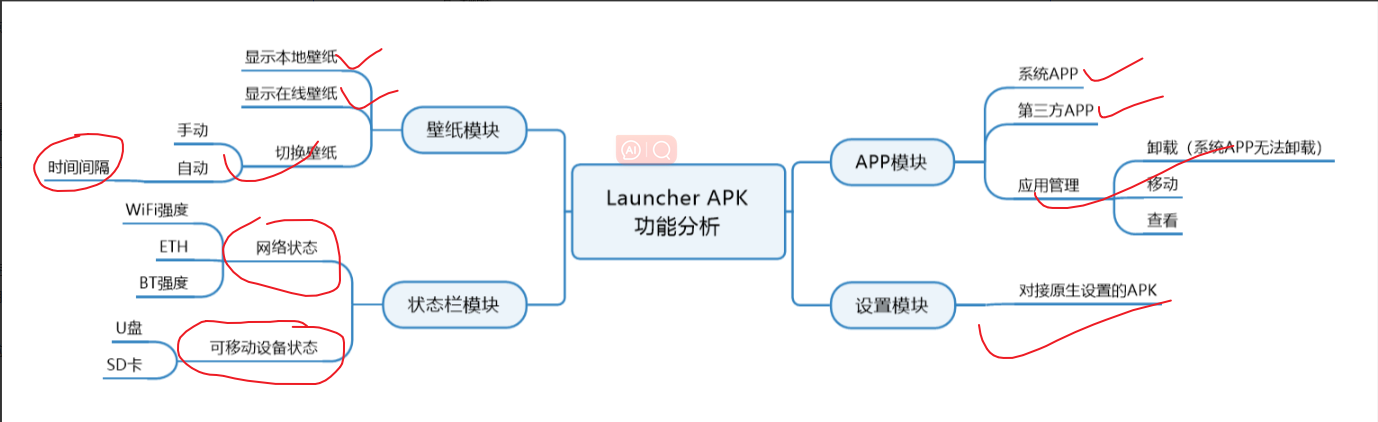 显示本地壁纸
显示在线壁纸
手动
切换壁纸
时间间隔
自动
壁纸模块
WiFi强度
ETH
网络状态
BT强度
U盘
可移动设备状态
SD卡
状态栏模块
AI
Launcher APK
功能分析
系统APP
第三方APP
APP模块
卸载（系统APP无法卸载）
应用管理
移动
查看
设置模块
对接原生设置的APK